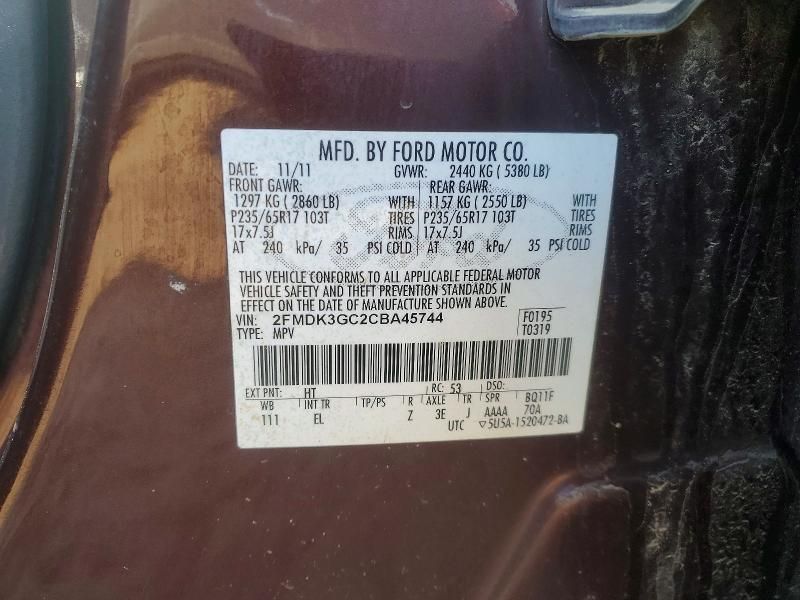 MFD. BY FORD MOTOR CO.
DATE: 11/11 GVWR: 2440 KG ( 5380 LB)
FRONT GAWR: REAR GAWR:
1297 KG ( 2860 LB) WITH 1157 KG ( 2550 LB) WITH
P235/65R17 103T TIRES P235/65R17 103T TIRES
17x7.5J RIMS 17x7.5J RIMS
AT 240 kPa/ 35 PSI COLD AT 240 kPa/ 35 PSI COLD
THIS VEHICLE CONFORMS TO ALL APPLICABLE FEDERAL MOTOR
VEHICLE SAFETY AND THEFT PREVENTION STANDARDS IN
EFFECT ON THE DATE OF MANUFACTURE SHOWN ABOVE.
VIN: 2FMDK3GC2CBA45744 F0195
TYPE: MPV T0319
EXT PNT: HT RC: 53 DSO:
WB INT TR TP/PS R AXLE TR SPR BQ11F
111 EL Z 3E J AAAA 70A
UTC ▽5U5A-1520472-BA